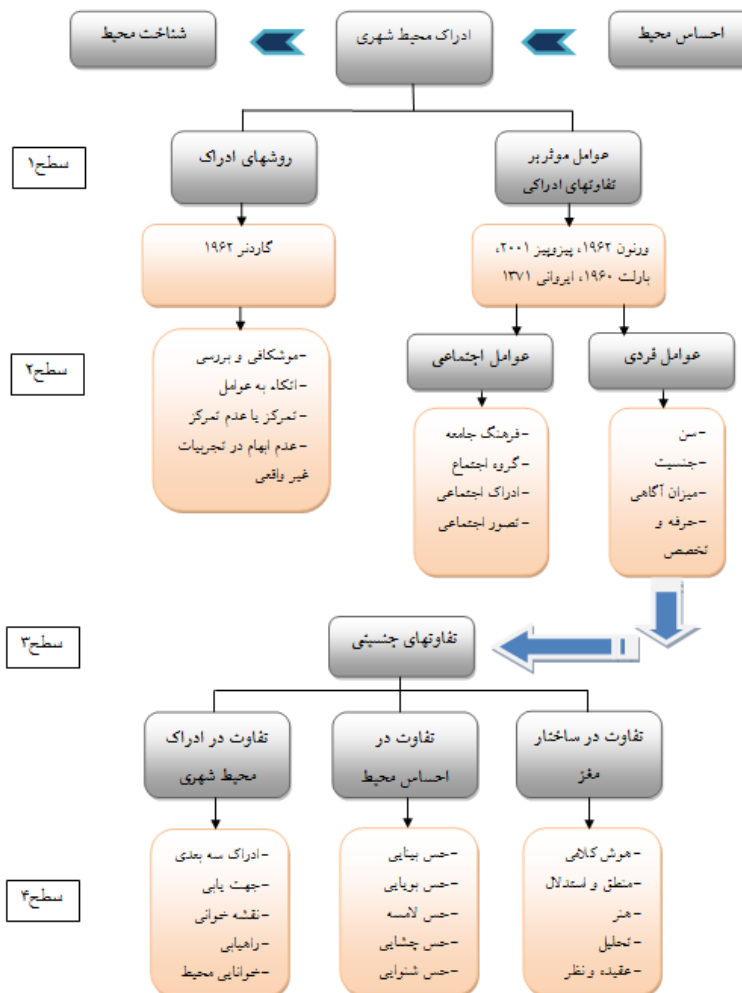 احساس محیط
ادراک محیط شهری
شناخت محیط
سطح۱
عوامل موثر بر
تفاوتهای ادراکی
روشهای ادراک
ورنون ۱۹۶۲، پیزوپیز ۲۰۰۱،
بارلت ۱۹۶۰، ایروانی ۱۳۷۱
گاردنر ۱۹۶۲
سطح۲
عوامل فردی
عوامل اجتماعی
-موشکافی و بررسی
-اتکاء به عوامل
-تمرکز یا عدم تمرکز
-عدم ابهام در تجربیات
غیر واقعی
-سن
-جنسیت
-میزان آگاهی
-حرفه و
تخصص
-فرهنگ جامعه
-گروه اجتماع
-ادراک اجتماعی
-تصور اجتماعی
سطح۳
تفاوتهای جنسیتی
تفاوت در ساختار
مغز
تفاوت در
احساس محیط
تفاوت در ادراک
محیط شهری
سطح۴
-هوش کلامی
-منطق و استدلال
-هنر
-تحلیل
-عقیده و نظر
-حس بینایی
-حس بویایی
-حس لامسه
-حس چشایی
-حس شنوایی
-ادراک سه بعدی
-جهت یابی
-نقشه خوانی
-راهیابی
-خوانایی محیط